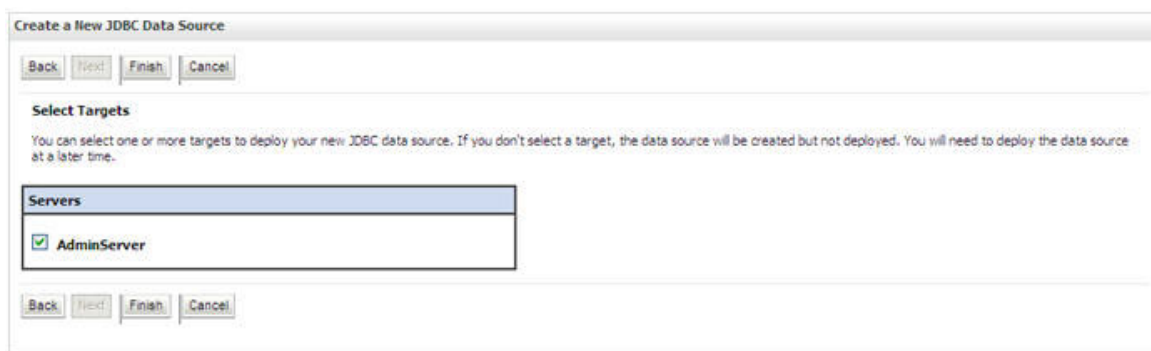 Create a New JDBC Data Source
Back Next Finish Cancel
Select Targets
You can select one or more targets to deploy your new JDBC data source. If you don't select a target, the data source will be created but not deployed. You will need to deploy the data source
at a later time.
Servers
AdminServer
Back Next Finish Cancel